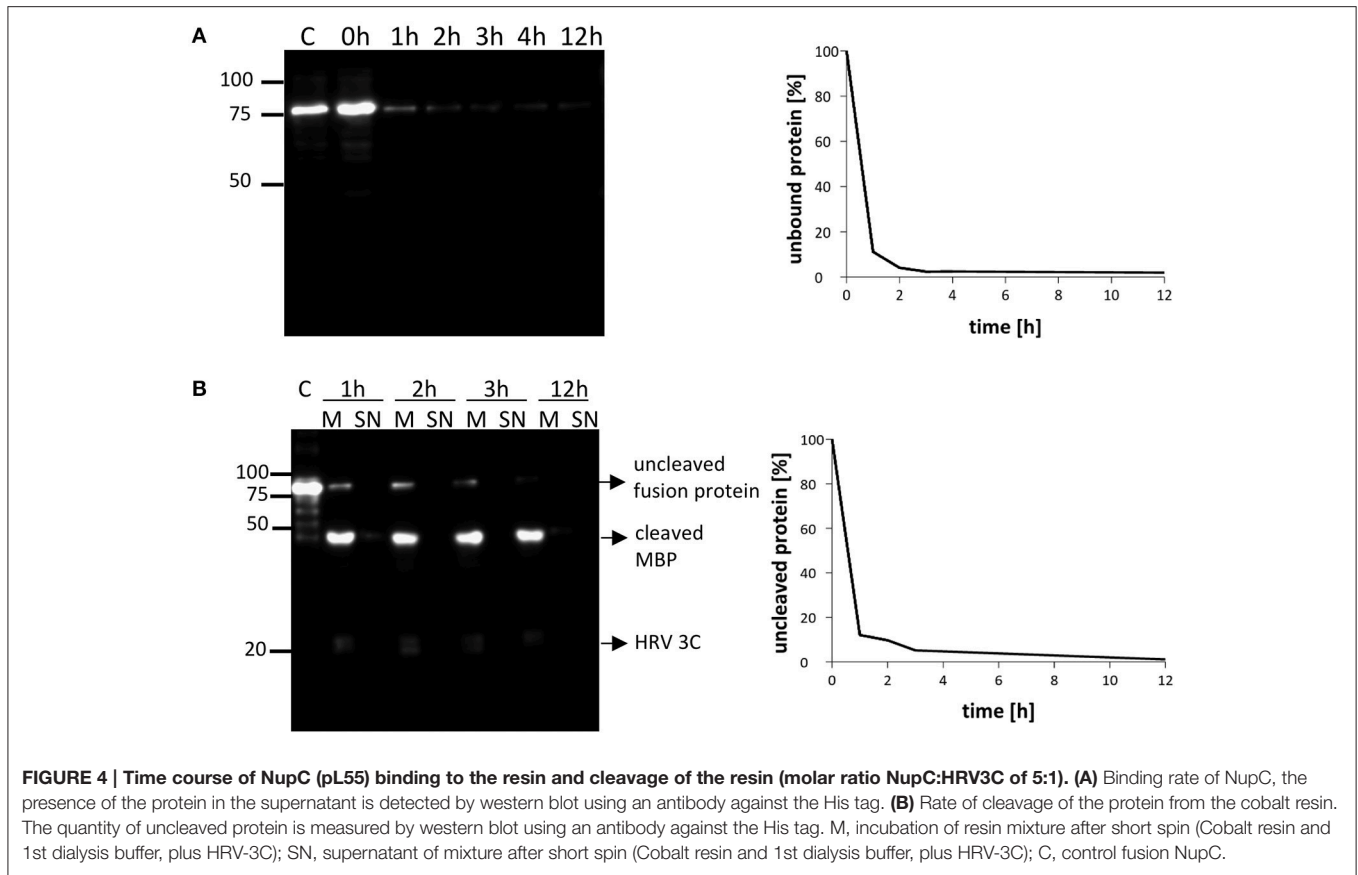 A
C 0h 1h 2h 3h 4h 12h
100
75
50
unbound protein [%]
100
80
60
40
20
0
0 2 4 6 8 10 12
time [h]
B
C 1h 2h 3h 12h
M SN M SN M SN M SN
100
75
50
20
uncleaved
fusion protein
cleaved
MBP
HRV 3C
uncleaved protein [%]
100
80
60
40
20
0
0 2 4 6 8 10 12
time [h]
FIGURE 4 | Time course of NupC (pL55) binding to the resin and cleavage of the resin (molar ratio NupC:HRV3C of 5:1). (A) Binding rate of NupC, the
presence of the protein in the supernatant is detected by western blot using an antibody against the His tag. (B) Rate of cleavage of the protein from the cobalt resin.
The quantity of uncleaved protein is measured by western blot using an antibody against the His tag. M, incubation of resin mixture after short spin (Cobalt resin and
1st dialysis buffer, plus HRV-3C); SN, supernatant of mixture after short spin (Cobalt resin and 1st dialysis buffer, plus HRV-3C); C, control fusion NupC.